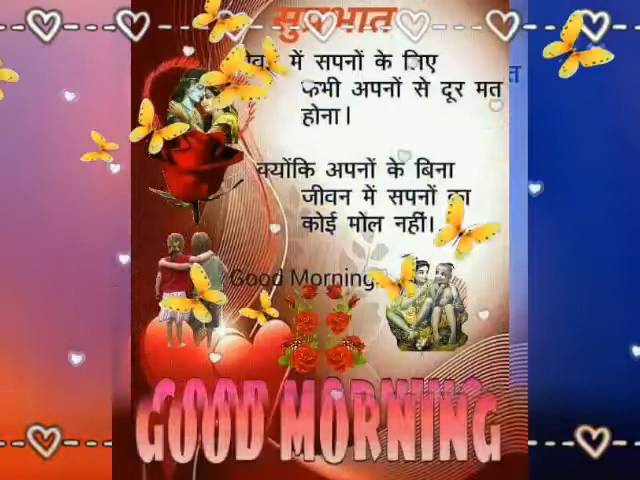 सुप्रभात
में सपनों के लिए
कभी अपनों से दूर मत
होना।
क्योंकि अपनों के बिना
जीवन में सपनों का
कोई मोल नहीं।
Good Morning
GOOD MORNING